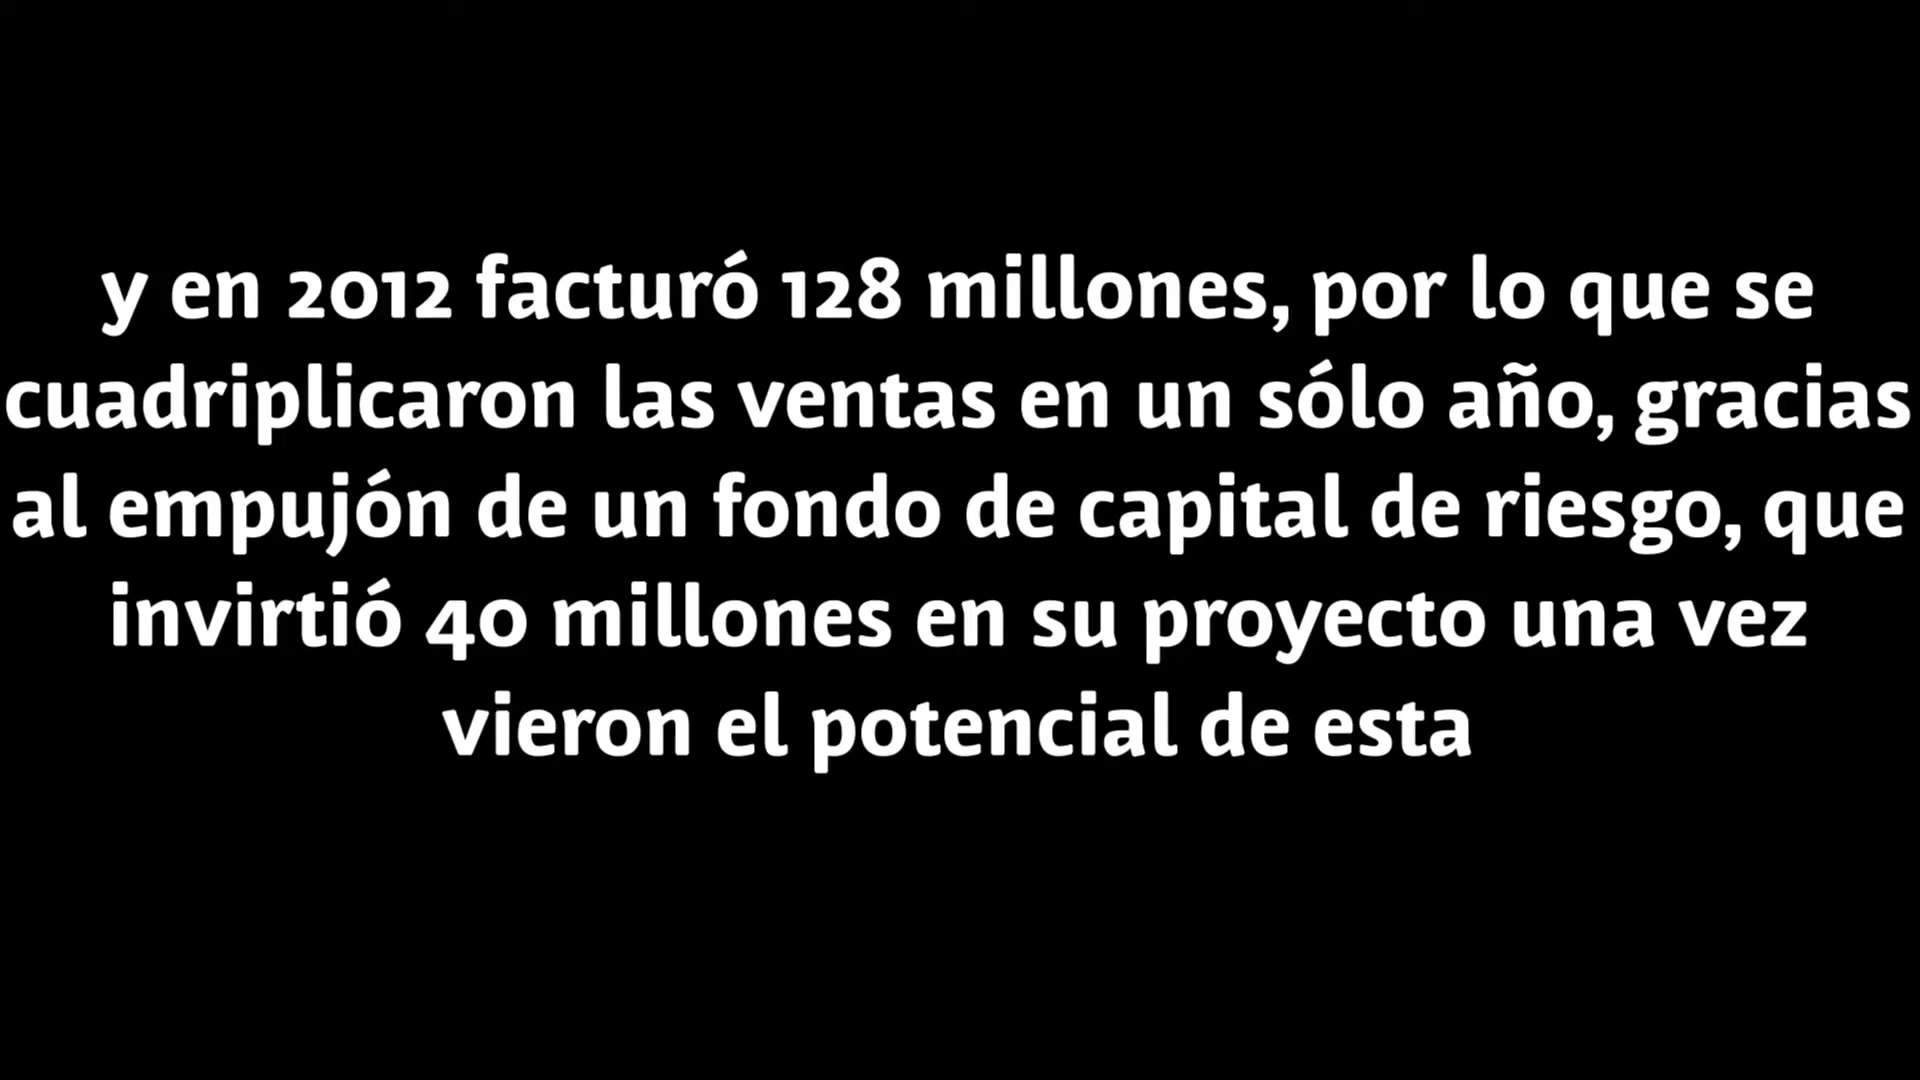 y en 2012 facturó 128 millones, por lo que se
cuadriplicaron las ventas en un sólo año, gracias
al empujón de un fondo de capital de riesgo, que
invirtió 40 millones en su proyecto una vez
vieron el potencial de esta